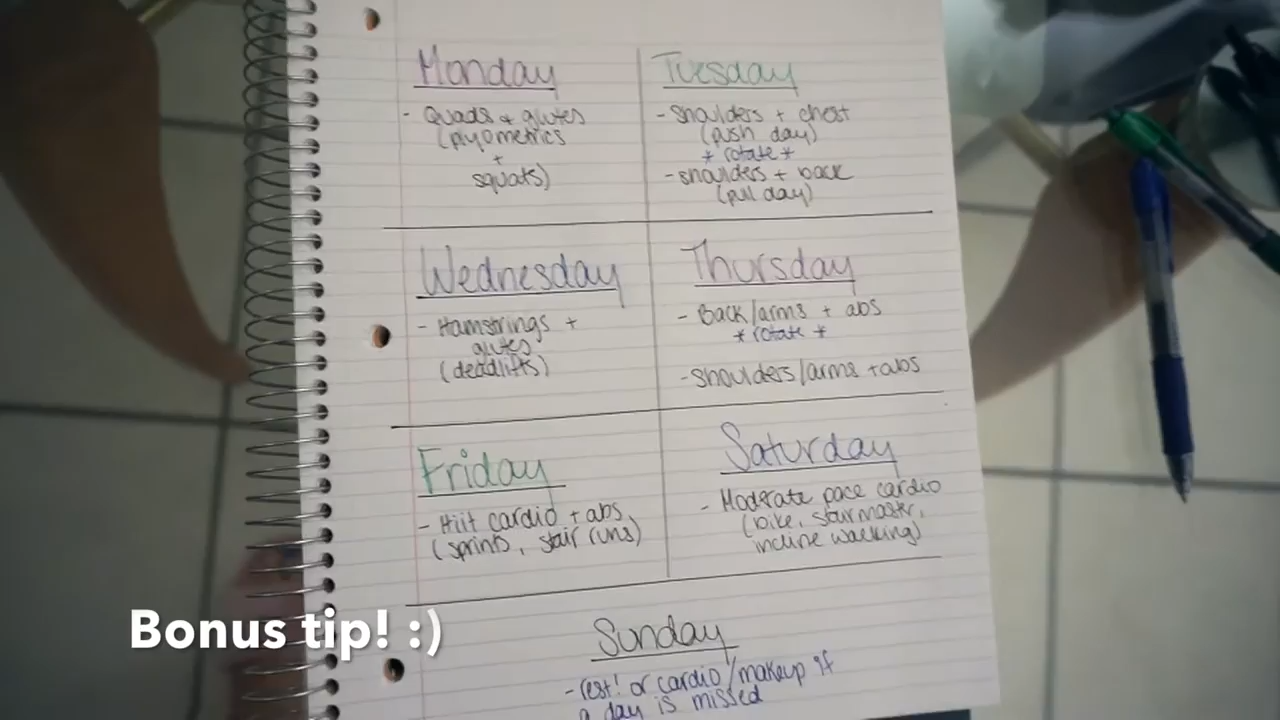 Monday
- Quads & glutes
(plyometrics
+
squats)
Tuesday
- shoulders + chest
(push day)
* rotate *
- shoulders + back
(pull day)
Wednesday
- Hamstrings +
glutes
(deadlifts)
Thursday
- Back/arms + abs
* rotate *
- shoulders/arms + abs
Friday
- Hiit cardio + abs
(sprints, stair runs)
Saturday
- Moderate pace cardio
(bike, stairmaster,
incline walking)
Sunday
- rest! or cardio/makeup if
a day is missed
Bonus tip! :)